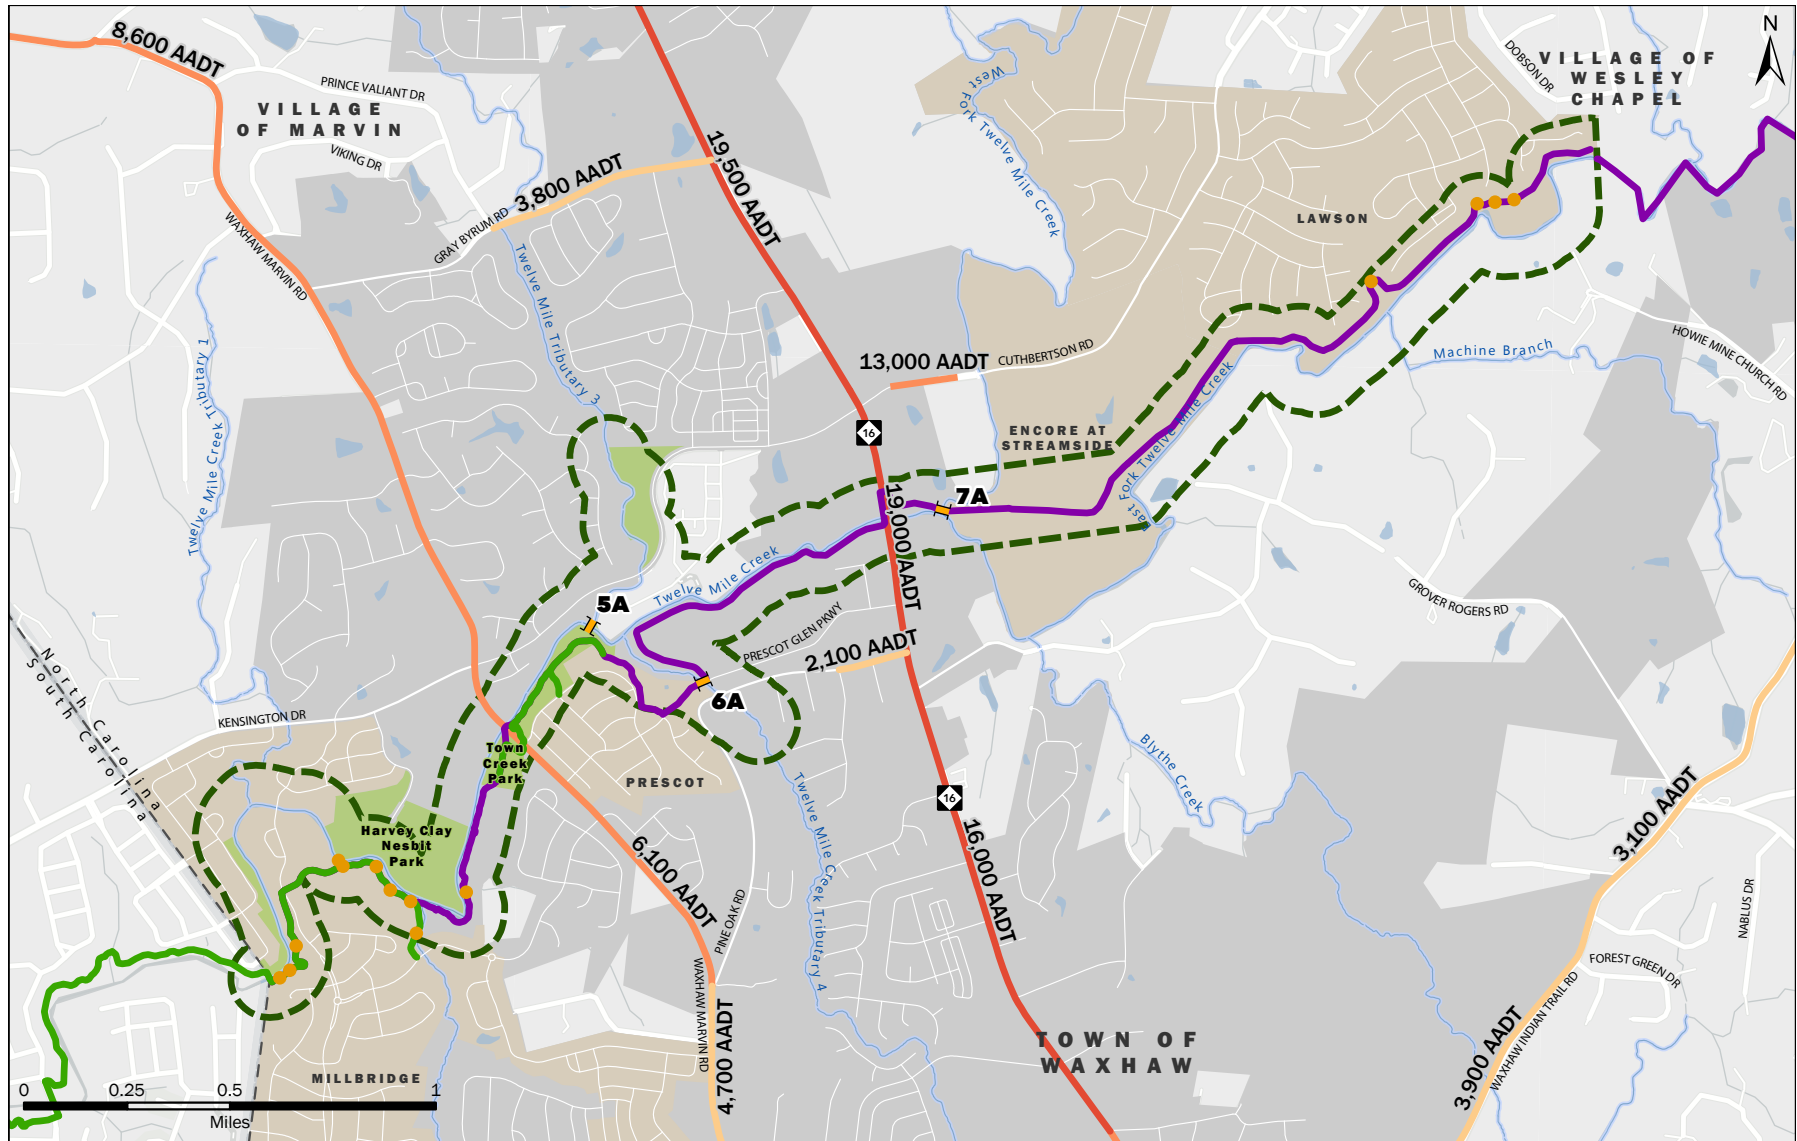 8,600 AADT
PRINCE VALIANT DR
VILLAGE
OF MARVIN
VIKING DR
WAXHAW MARVIN RD
GRAY BYRUM RD
3,800 AADT
19,500 AADT
West Fork Twelve Mile Creek
DOBSON DR
VILLAGE OF
WESLEY
CHAPEL
N
LAWSON
Twelve Mile Tributary 3
Twelve Mile Creek Tributary 1
13,000 AADT
CUTHBERTSON RD
Machine Branch
HOWIE MINE CHURCH RD
16
ENCORE AT
STREAMSIDE
East Fork Twelve Mile Creek
7A
19,000 AADT
Twelve Mile Creek
5A
PRESCOT GLEN PKWY
2,100 AADT
GROVER ROGERS RD
6A
North Carolina
South Carolina
KENSINGTON DR
Town
Creek
Park
PRESCOT
Blythe Creek
16
Harvey Clay
Nesbit
Park
6,100 AADT
Twelve Mile Creek Tributary 4
16,000 AADT
3,100 AADT
PINE OAK RD
NABLUS DR
FOREST GREEN DR
WAXHAW MARVIN RD
4,700 AADT
TOWN OF
WAXHAW
3,900 AADT
WAXHAW INDIAN TRAIL RD
MILLBRIDGE
0 0.25 0.5 1
Miles